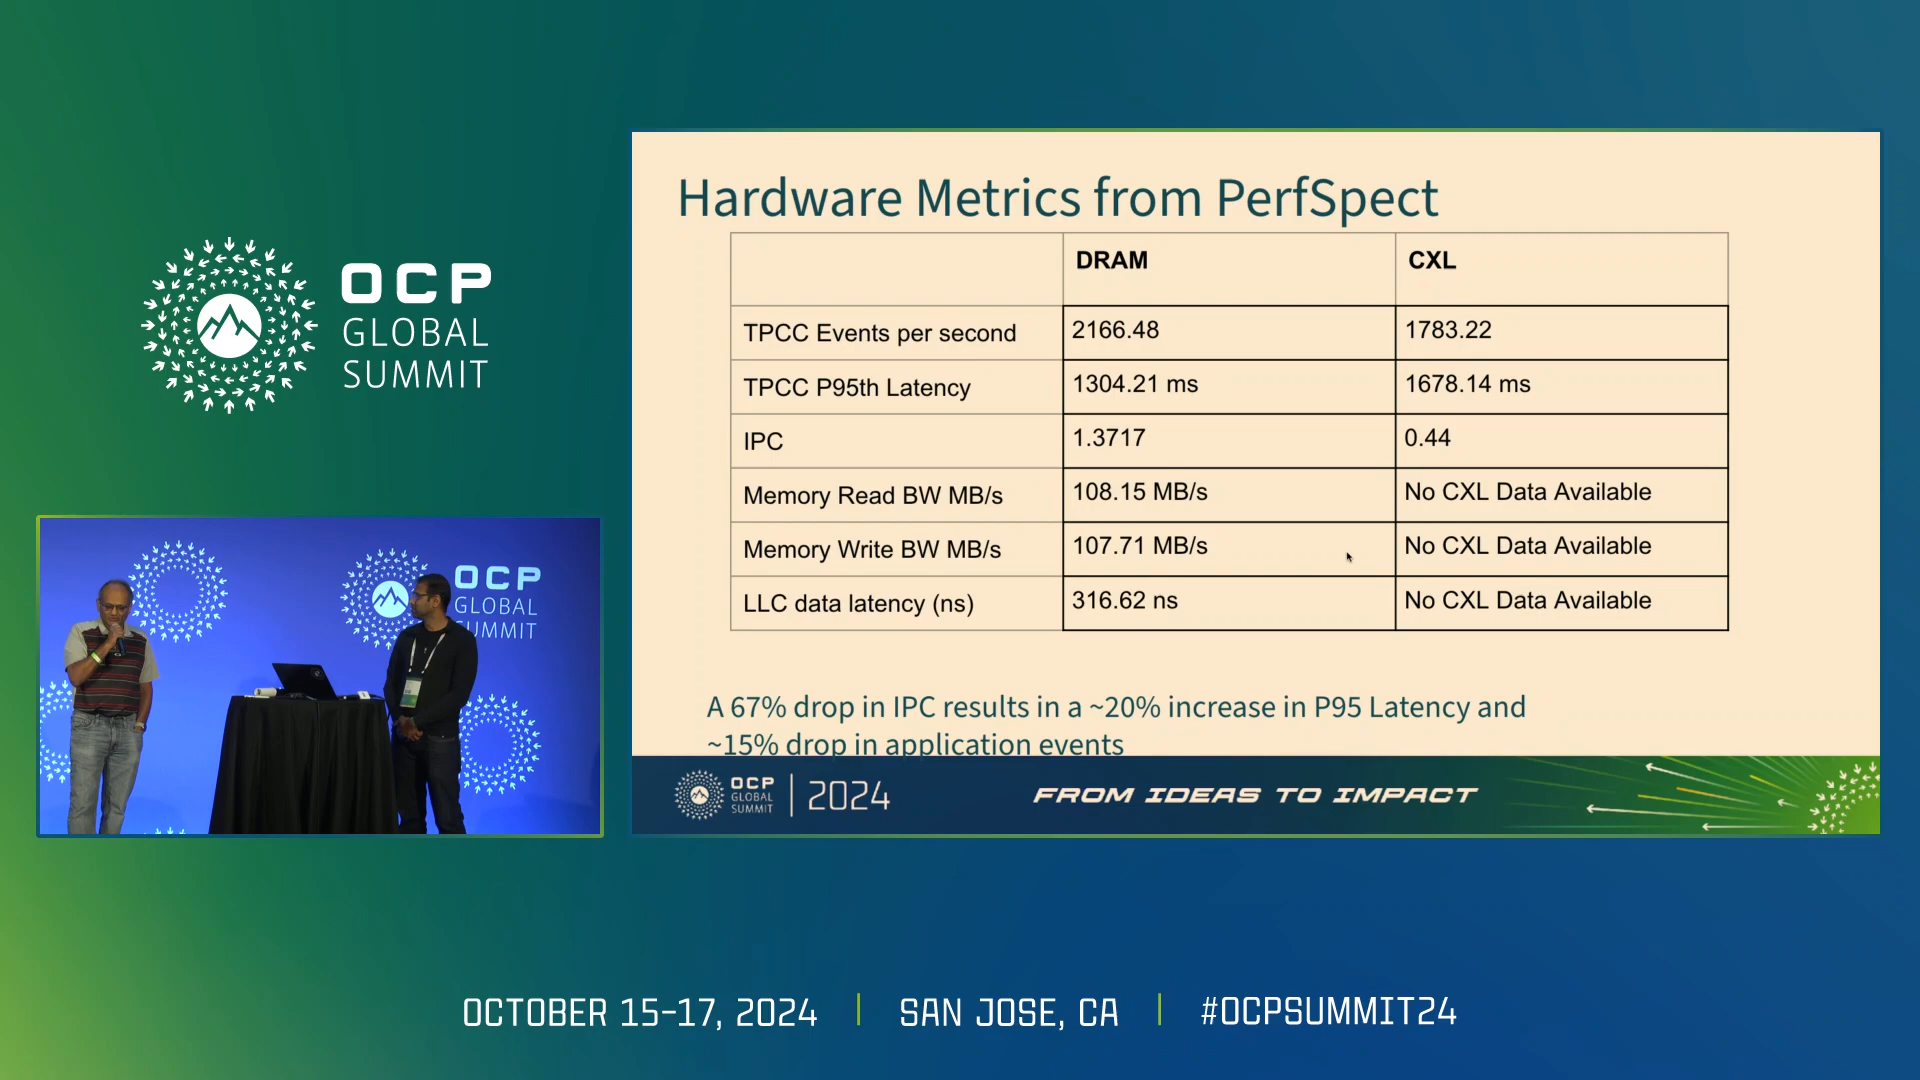 OCP
GLOBAL
SUMMIT
Hardware Metrics from PerfSpect
DRAM CXL
TPCC Events per second 2166.48 1783.22
TPCC P95th Latency 1304.21 ms 1678.14 ms
IPC 1.3717 0.44
Memory Read BW MB/s 108.15 MB/s No CXL Data Available
Memory Write BW MB/s 107.71 MB/s No CXL Data Available
LLC data latency (ns) 316.62 ns No CXL Data Available
A 67% drop in IPC results in a ~20% increase in P95 Latency and
~15% drop in application events
OCP
GLOBAL
SUMMIT
2024
FROM IDEAS TO IMPACT
OCP
GLOBAL
SUMMIT
OCTOBER 15-17, 2024 | SAN JOSE, CA | #OCPSUMMIT24